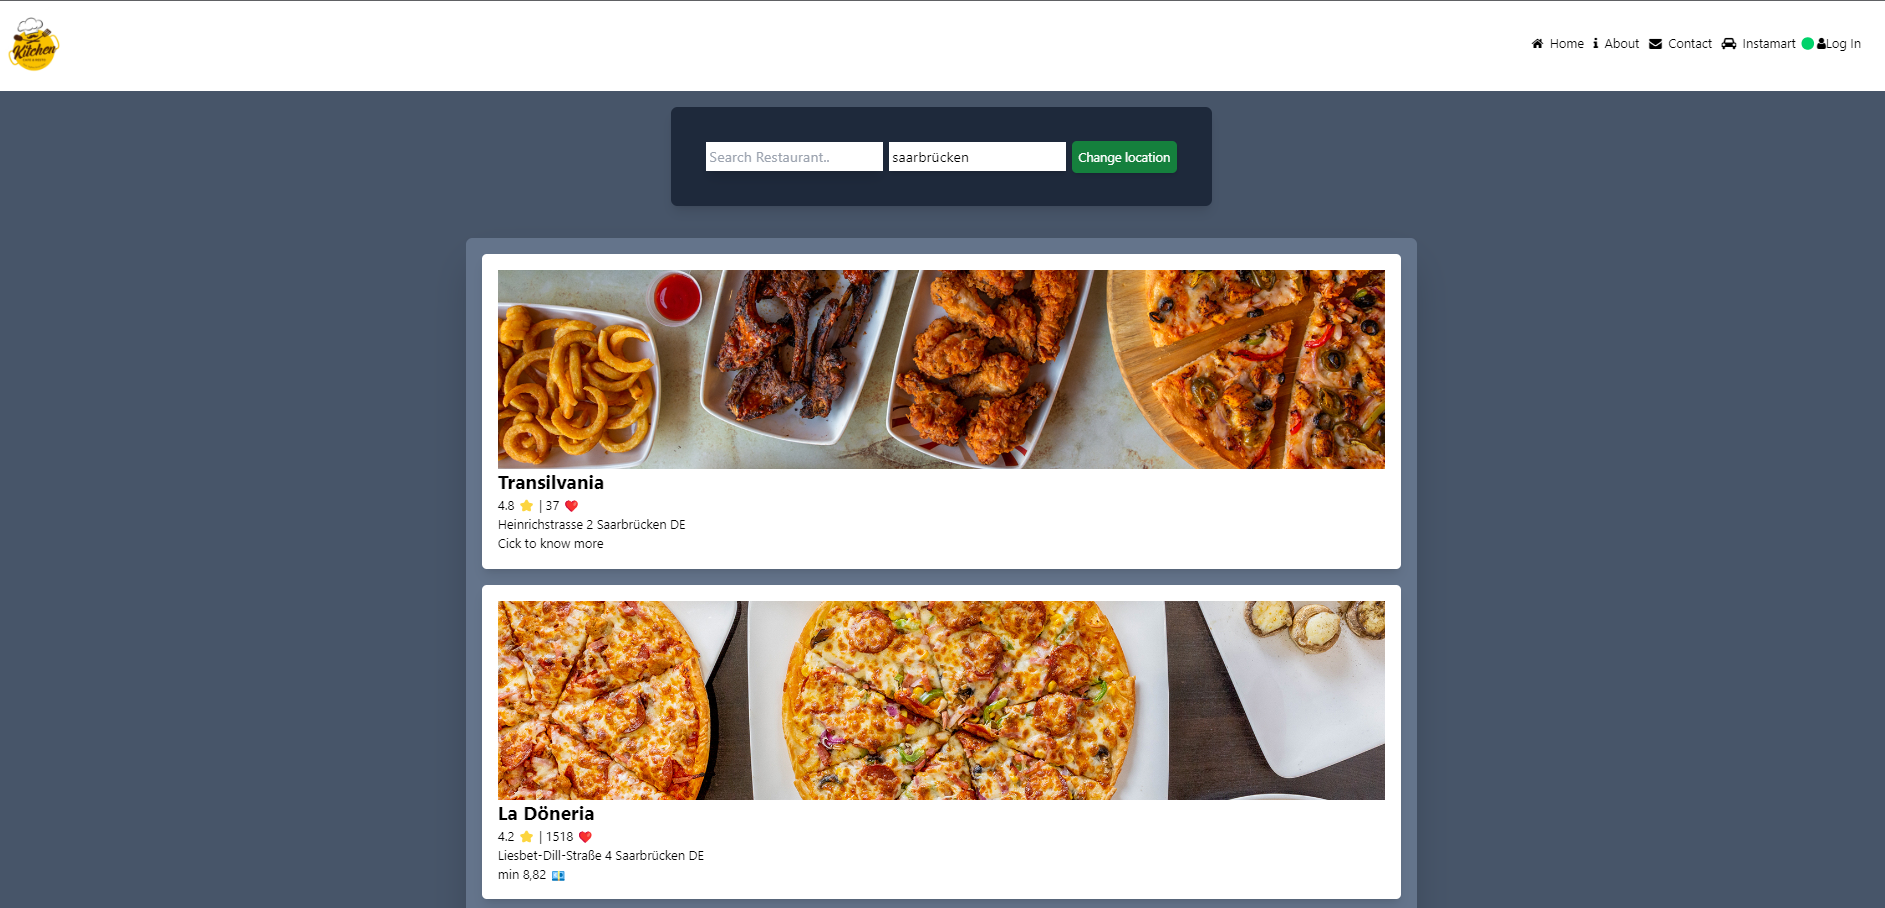 Kitchen
Home About Contact Instamart Log In
Search Restaurant.. saarbrücken Change location
Transilvania
4.8 ⭐ | 37 ❤️
Heinrichstrasse 2 Saarbrücken DE
Cick to know more
La Döneria
4.2 ⭐ | 1518 ❤️
Liesbet-Dill-Straße 4 Saarbrücken DE
min 8,82 💶